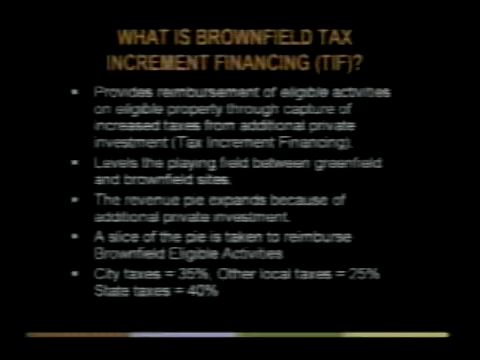 WHAT IS BROWNFIELD TAX
INCREMENT FINANCING (TIF)?
Provides reimbursement of eligible activities
on eligible property through capture of
increased taxes from additional private
investment (Tax Increment Financing).
Levels the playing field between greenfield
and brownfield sites.
The revenue pie expands because of
additional private investment.
A slice of the pie is taken to reimburse
Brownfield Eligible Activities
City taxes = 35%, Other local taxes = 25%
State taxes = 40%